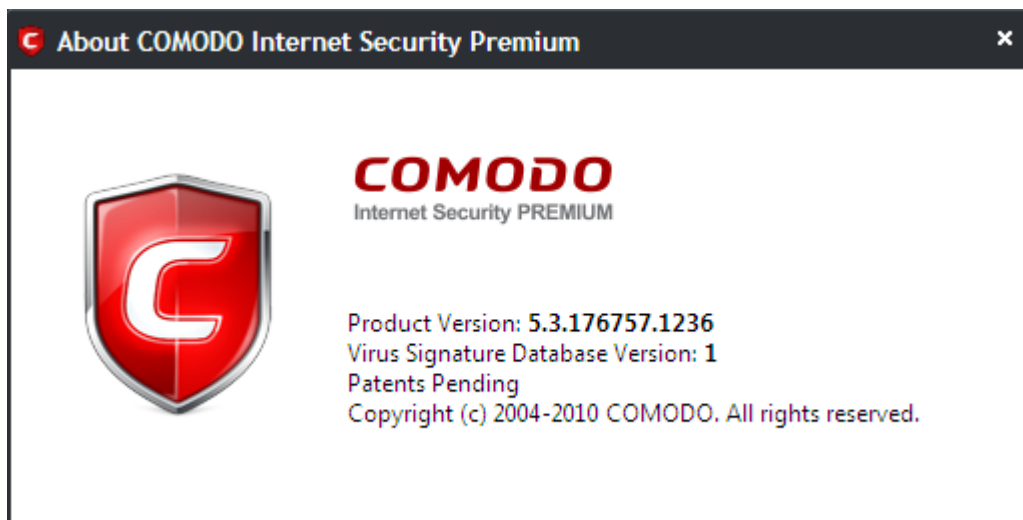 About COMODO Internet Security Premium
COMODO
Internet Security PREMIUM
Product Version: 5.3.176757.1236
Virus Signature Database Version: 1
Patents Pending
Copyright (c) 2004-2010 COMODO. All rights reserved.